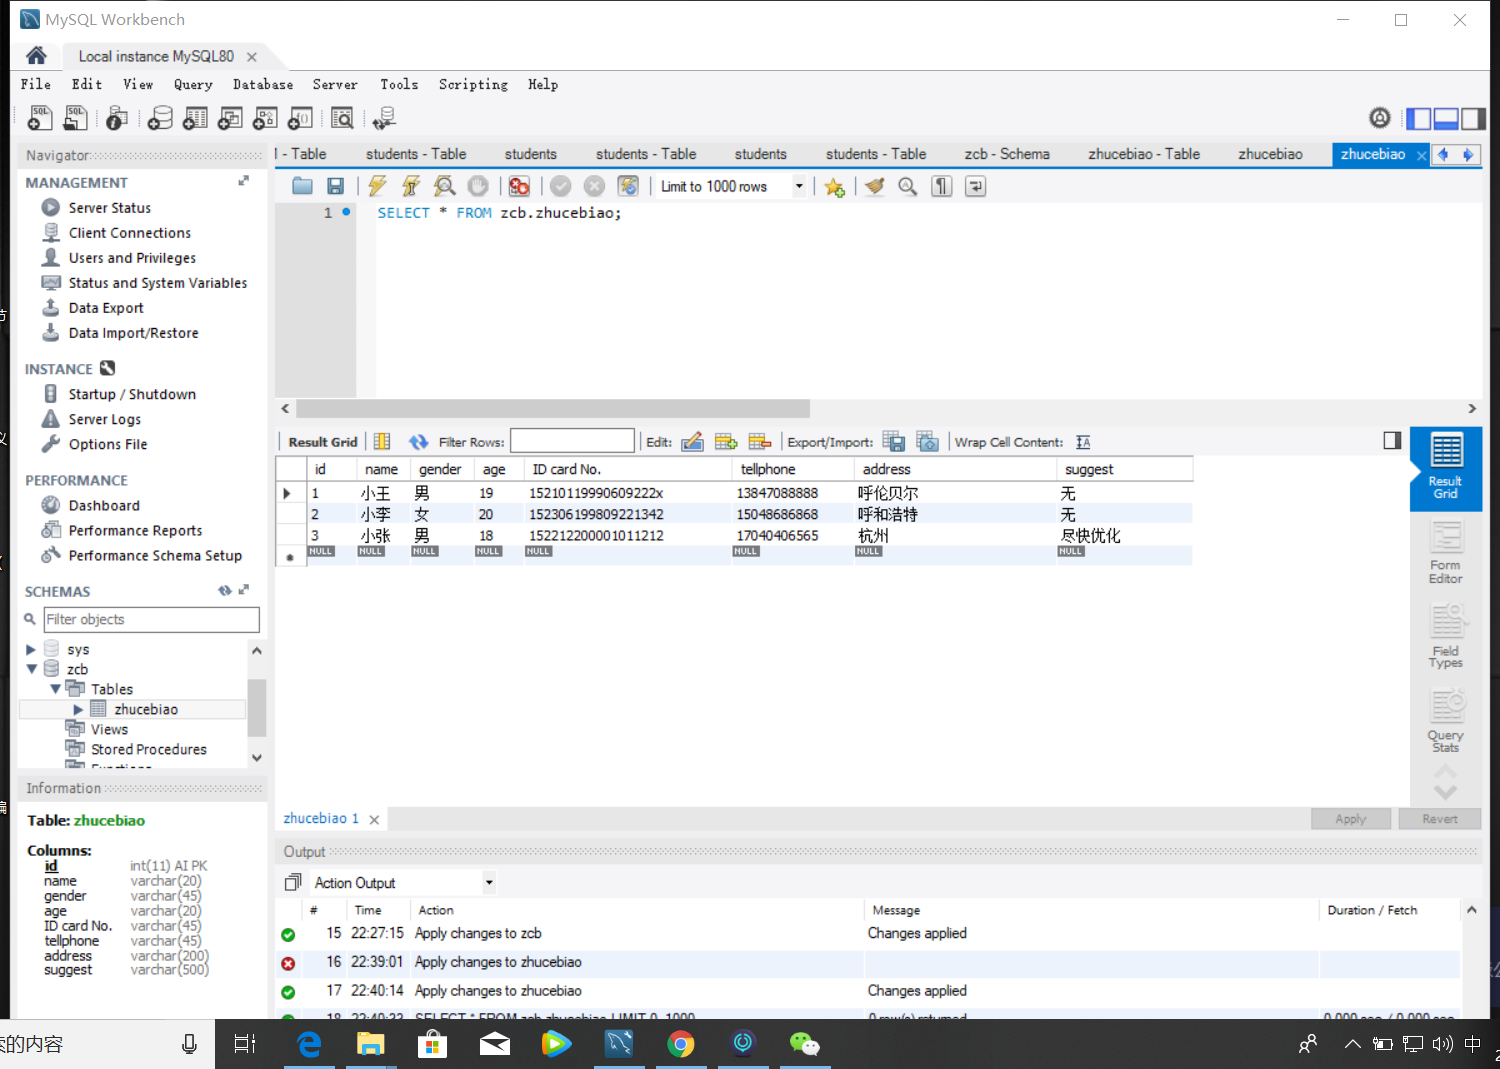 MySQL Workbench
Local instance MySQL80
File Edit View Query Database Server Tools Scripting Help
Navigator
MANAGEMENT
Server Status
Client Connections
Users and Privileges
Status and System Variables
Data Export
Data Import/Restore
INSTANCE
Startup / Shutdown
Server Logs
Options File
PERFORMANCE
Dashboard
Performance Reports
Performance Schema Setup
SCHEMAS
Filter objects
sys
zcb
Tables
zhucebiao
Views
Stored Procedures
Functions
Information
Table: zhucebiao
Columns:
id int(11) AI PK
name varchar(20)
gender varchar(45)
age varchar(20)
ID card No. varchar(45)
tellphone varchar(45)
address varchar(200)
suggest varchar(500)
l - Table students - Table students students - Table students students - Table zcb - Schema zhucebiao - Table zhucebiao zhucebiao
Limit to 1000 rows
1 SELECT * FROM zcb.zhucebiao;
Result Grid Filter Rows: Edit: Export/Import: Wrap Cell Content:
id name gender age ID card No. tellphone address suggest
1 小王 男 19 15210119990609222x 13847088888 呼伦贝尔 无
2 小李 女 20 152306199809221342 15048686868 呼和浩特 无
3 小张 男 18 152212200001011212 17040406565 杭州 尽快优化
NULL NULL NULL NULL NULL NULL NULL NULL
Result
Grid
Form
Editor
Field
Types
Query
Stats
zhucebiao 1
Apply Revert
Output
Action Output
# Time Action Message Duration / Fetch
15 22:27:15 Apply changes to zcb Changes applied
16 22:39:01 Apply changes to zhucebiao
17 22:40:14 Apply changes to zhucebiao Changes applied
18 22:40:33 SELECT * FROM zcb.zhucebiao LIMIT 0, 1000 0 row(s) returned 0.000 sec / 0.000 sec
的内容
中